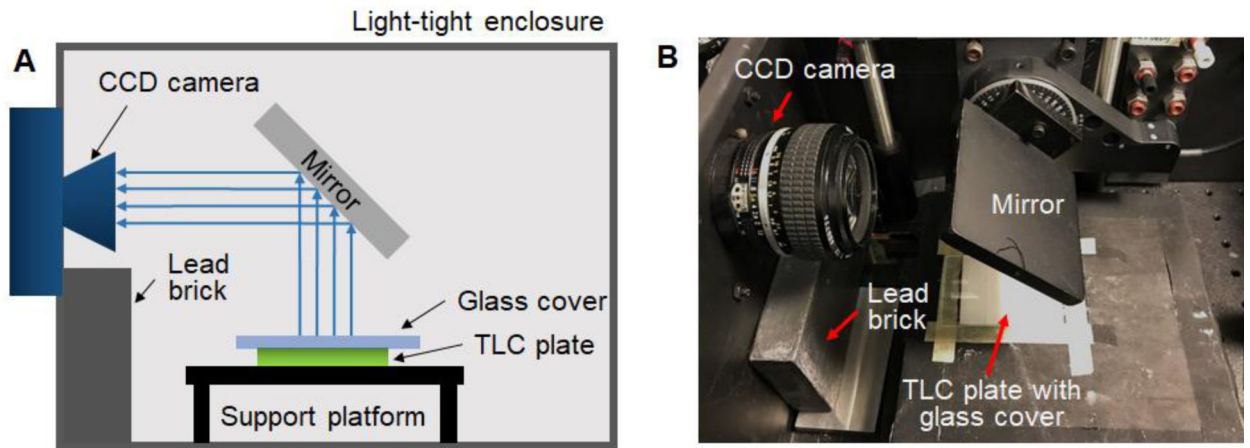 Light-tight enclosure
A
CCD camera
Mirror
Lead
brick
Glass cover
TLC plate
Support platform
B
CCD camera
Mirror
Lead
brick
TLC plate with
glass cover